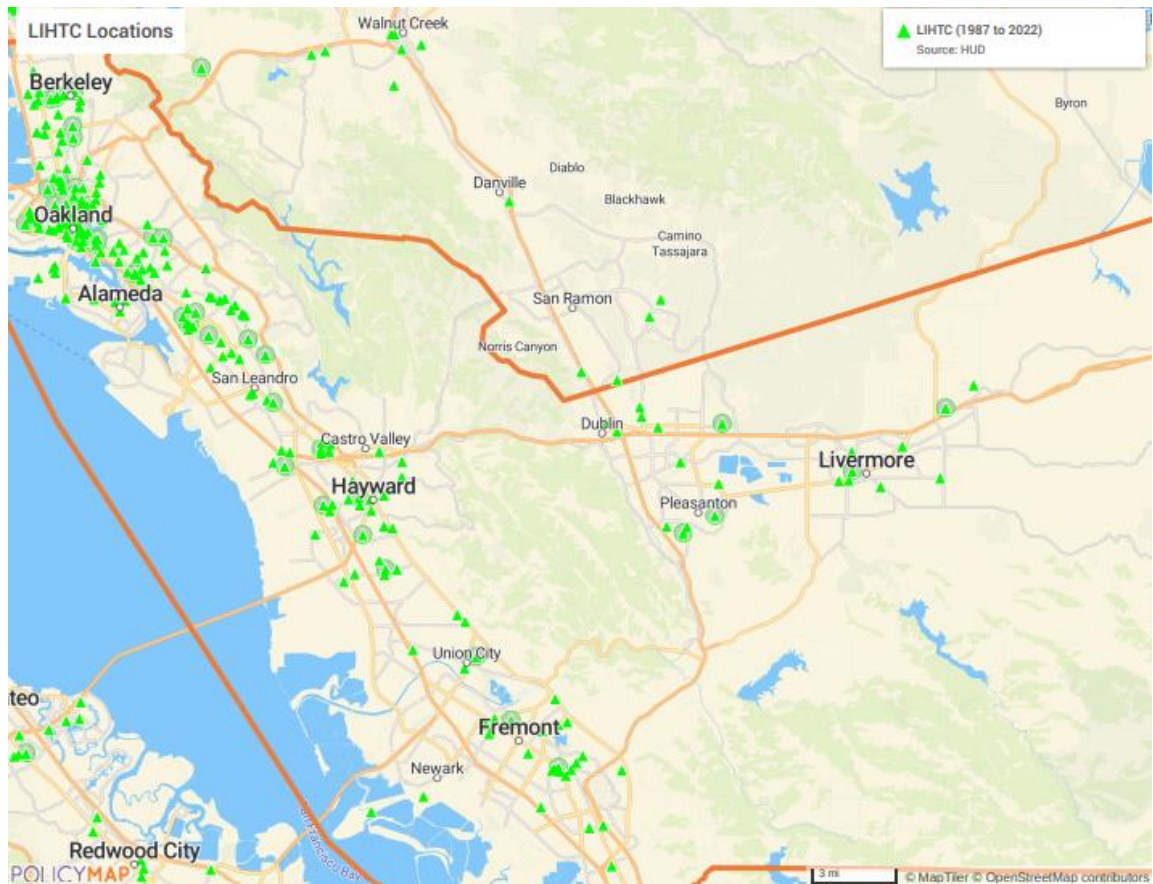 LIHTC Locations
LIHTC (1987 to 2022)
Source: HUD
Walnut Creek
Berkeley
Byron
Diablo
Danville
Blackhawk
Oakland
Camino
Tassajara
Alameda
San Ramon
Norris Canyon
San Leandro
Dublin
Castro Valley
Livermore
Hayward
Pleasanton
Union City
teo
Fremont
Newark
Redwood City
POLICYMAP
3 mi
© MapTiler © OpenStreetMap contributors